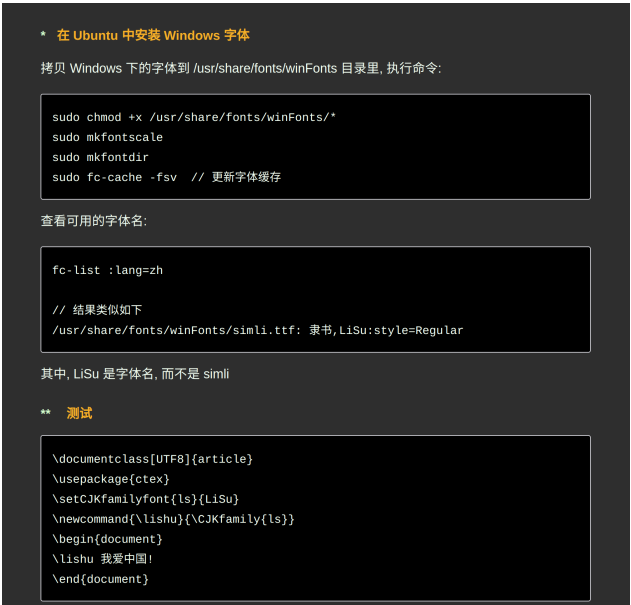 * 在 Ubuntu 中安装 Windows 字体
拷贝 Windows 下的字体到 /usr/share/fonts/winFonts 目录里, 执行命令:
sudo chmod +x /usr/share/fonts/winFonts/*
sudo mkfontscale
sudo mkfontdir
sudo fc-cache -fsv  // 更新字体缓存
查看可用的字体名:
fc-list :lang=zh
// 结果类似如下
/usr/share/fonts/winFonts/simli.ttf: 隶书,LiSu:style=Regular
其中, LiSu 是字体名, 而不是 simli
** 测试
\documentclass[UTF8]{article}
\usepackage{ctex}
\setCJKfamilyfont{ls}{LiSu}
\newcommand{\lishu}{\CJKfamily{ls}}
\begin{document}
\lishu 我爱中国!
\end{document}